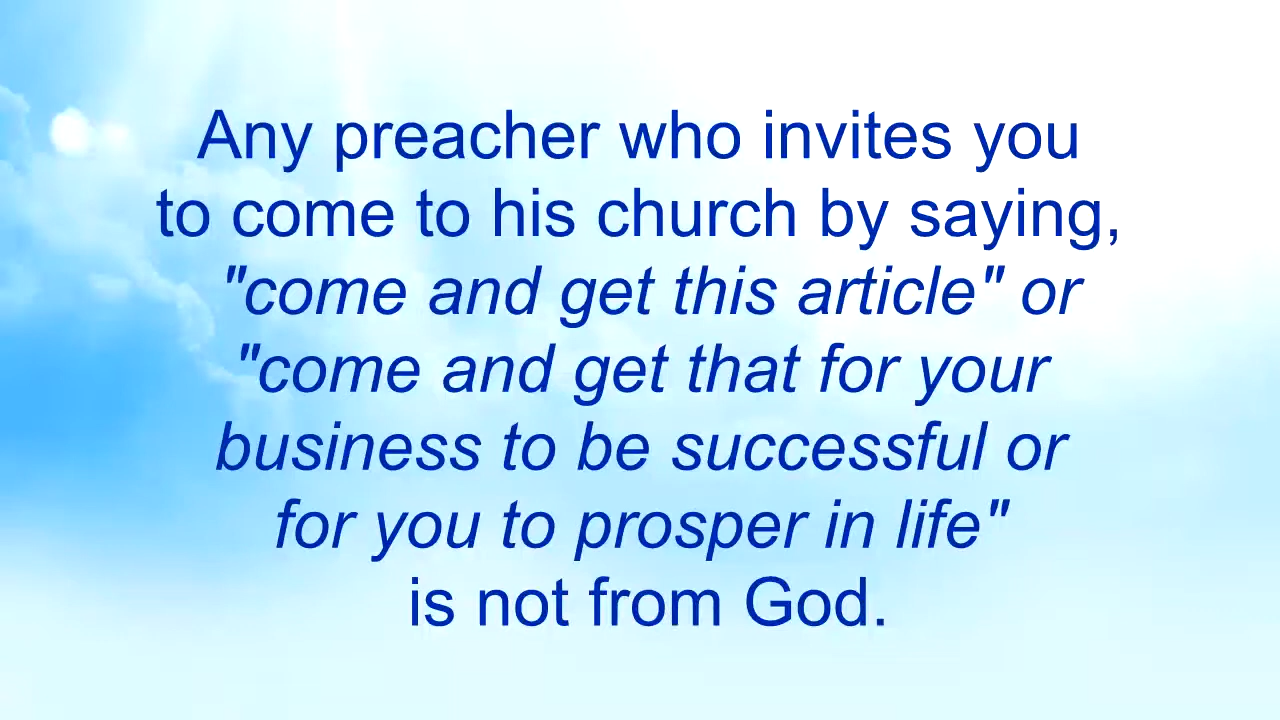 Any preacher who invites you
to come to his church by saying,
"come and get this article" or
"come and get that for your
business to be successful or
for you to prosper in life"
is not from God.